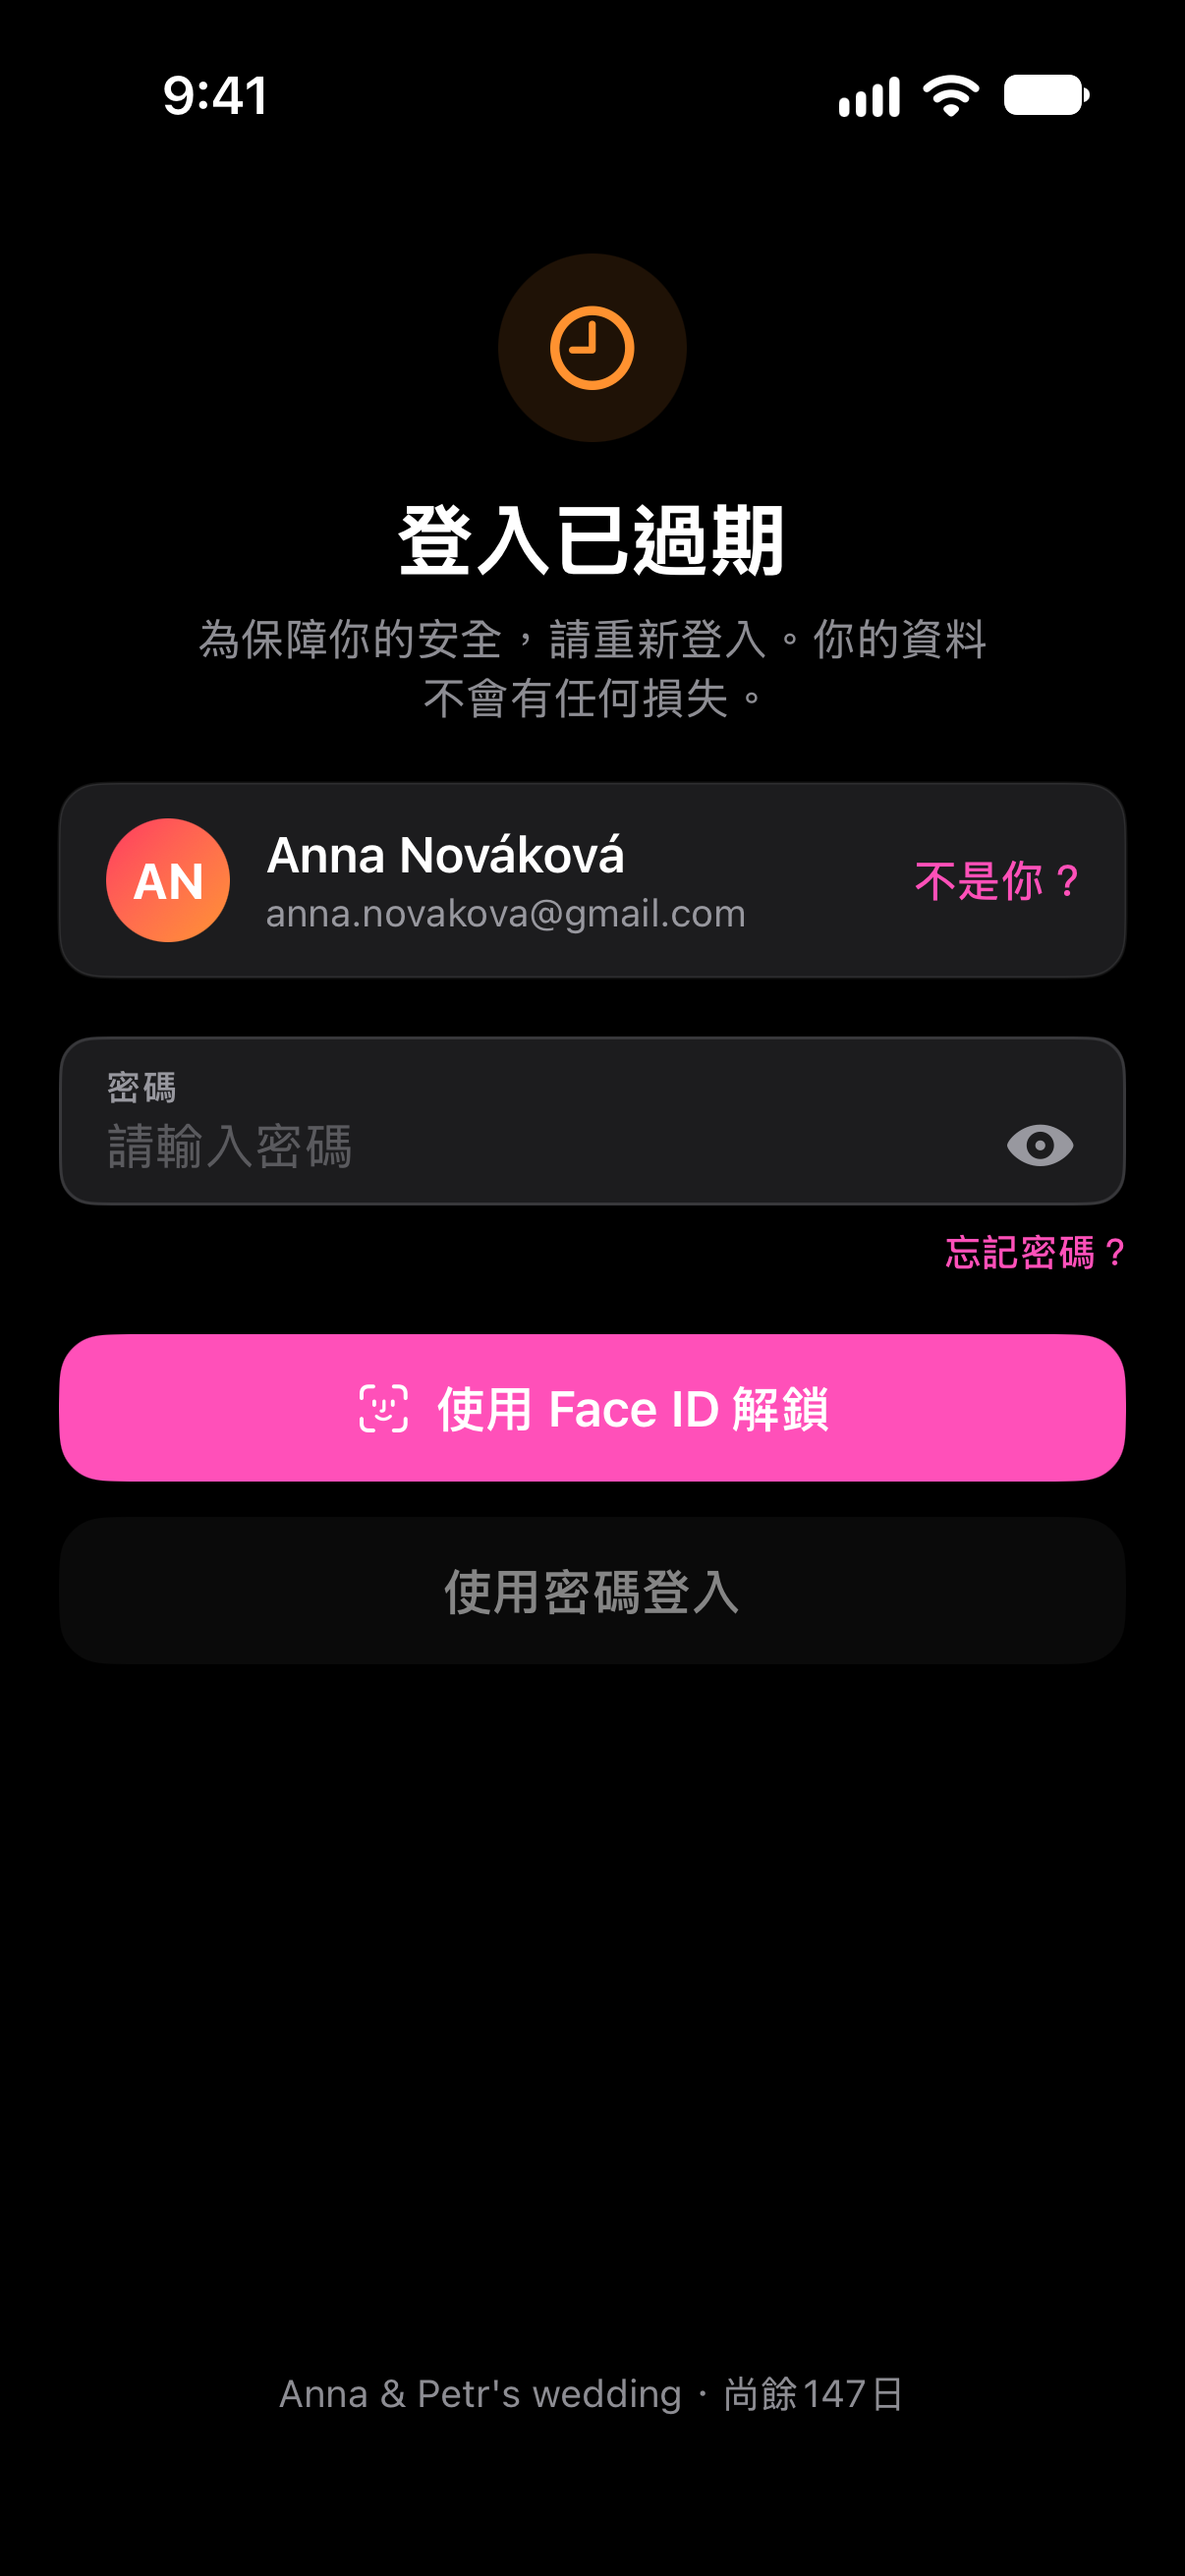 9:41
登入已過期
為保障你的安全，請重新登入。你的資料
不會有任何損失。
AN
Anna Nováková
anna.novakova@gmail.com
不是你？
密碼
請輸入密碼
忘記密碼？
使用 Face ID 解鎖
使用密碼登入
Anna & Petr's wedding · 尚餘 147 日